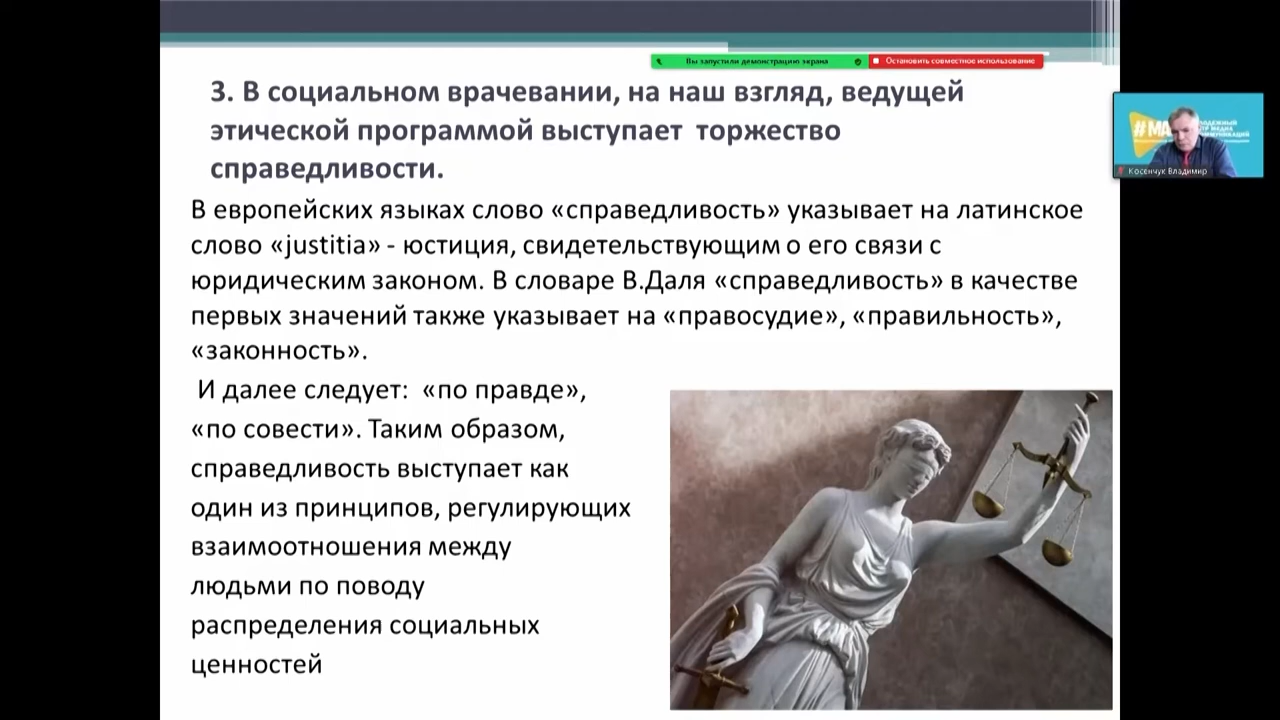 Вы запустили демонстрацию экрана
Остановить совместное использование
3. В социальном врачевании, на наш взгляд, ведущей
этической программой выступает торжество
справедливости.
В европейских языках слово «справедливость» указывает на латинское
слово «justitia» - юстиция, свидетельствующим о его связи с
юридическим законом. В словаре В.Даля «справедливость» в качестве
первых значений также указывает на «правосудие», «правильность»,
«законность».
И далее следует: «по правде»,
«по совести». Таким образом,
справедливость выступает как
один из принципов, регулирующих
взаимоотношения между
людьми по поводу
распределения социальных
ценностей
#МА
Косенчук Владимир